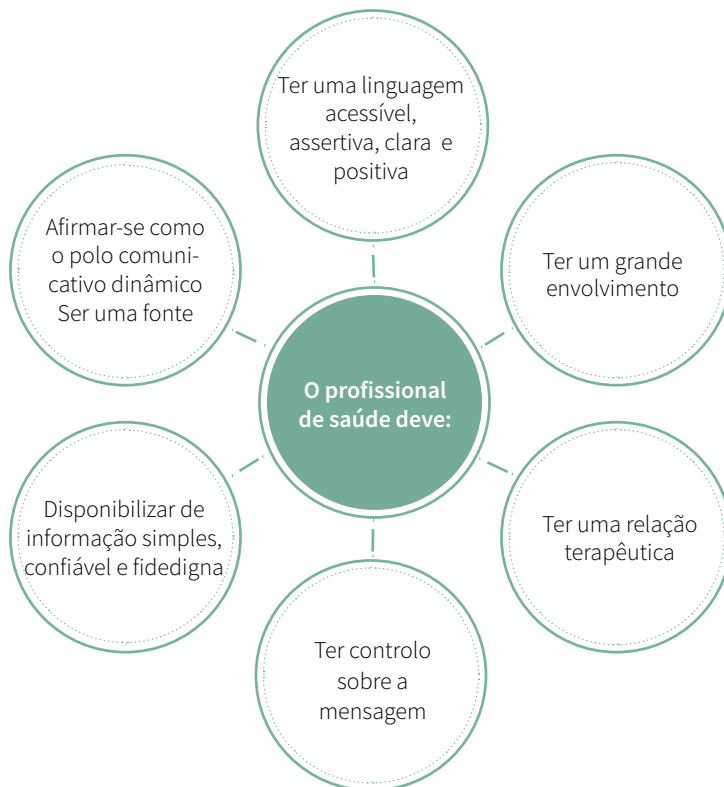 Ter uma linguagem
acessível,
assertiva, clara e
positiva
Afirmar-se como
o polo comuni-
cativo dinâmico
Ser uma fonte
Ter um grande
envolvimento
O profissional
de saúde deve:
Disponibilizar de
informação simples,
confiável e fidedigna
Ter uma relação
terapêutica
Ter controlo
sobre a
mensagem